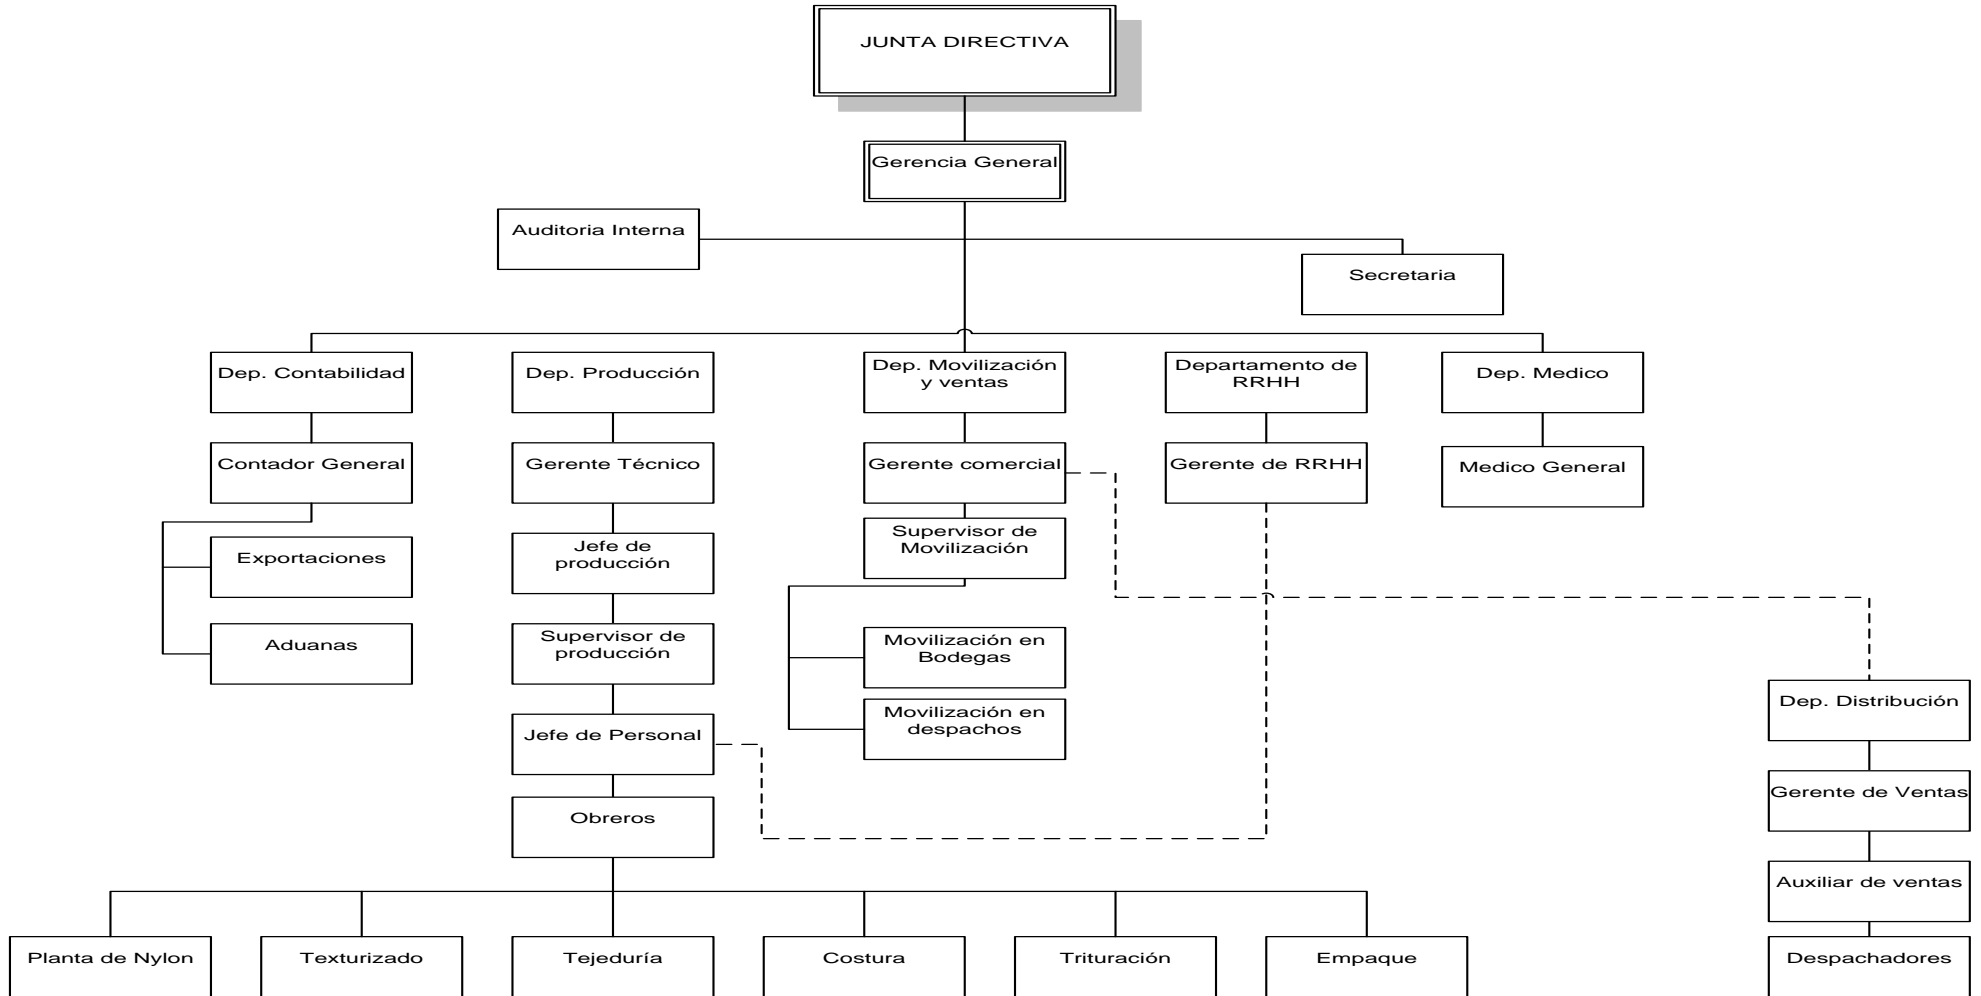 JUNTA DIRECTIVA
Gerencia General
Auditoria Interna
Secretaria
Dep. Contabilidad
Dep. Producción
Dep. Movilización
y ventas
Departamento de
RRHH
Dep. Medico
Contador General
Gerente Técnico
Gerente comercial
Gerente de RRHH
Medico General
Exportaciones
Jefe de
producción
Supervisor de
Movilización
Aduanas
Supervisor de
producción
Movilización en
Bodegas
Movilización en
despachos
Dep. Distribución
Jefe de Personal
Gerente de Ventas
Obreros
Auxiliar de ventas
Planta de Nylon
Texturizado
Tejeduría
Costura
Trituración
Empaque
Despachadores